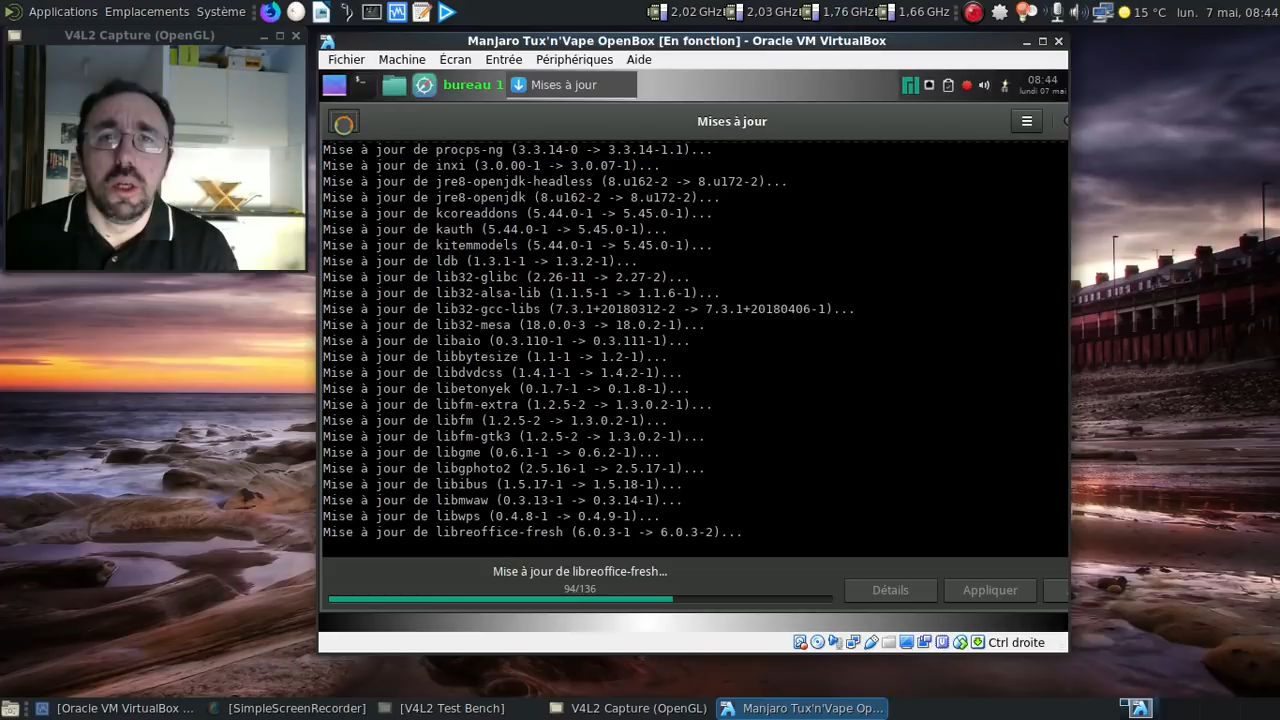 Applications Emplacements Système
2,02 GHz 2,03 GHz 1,76 GHz 1,66 GHz 15 °C lun. 7 mai, 08:44
V4L2 Capture (OpenGL)
Manjaro Tux'n'Vape OpenBox [En fonction] - Oracle VM VirtualBox
Fichier Machine Écran Entrée Périphériques Aide
bureau 1 Mises à jour 08:44
lundi 07 mai
Mises à jour
Mise à jour de procps-ng (3.3.14-0 -> 3.3.14-1.1)...
Mise à jour de inxi (3.0.00-1 -> 3.0.07-1)...
Mise à jour de jre8-openjdk-headless (8.u162-2 -> 8.u172-2)...
Mise à jour de jre8-openjdk (8.u162-2 -> 8.u172-2)...
Mise à jour de kcoreaddons (5.44.0-1 -> 5.45.0-1)...
Mise à jour de kauth (5.44.0-1 -> 5.45.0-1)...
Mise à jour de kitemmodels (5.44.0-1 -> 5.45.0-1)...
Mise à jour de ldb (1.3.1-1 -> 1.3.2-1)...
Mise à jour de lib32-glibc (2.26-11 -> 2.27-2)...
Mise à jour de lib32-alsa-lib (1.1.5-1 -> 1.1.6-1)...
Mise à jour de lib32-gcc-libs (7.3.1+20180312-2 -> 7.3.1+20180406-1)...
Mise à jour de lib32-mesa (18.0.0-3 -> 18.0.2-1)...
Mise à jour de libaio (0.3.110-1 -> 0.3.111-1)...
Mise à jour de libbytesize (1.1-1 -> 1.2-1)...
Mise à jour de libdvdcss (1.4.1-1 -> 1.4.2-1)...
Mise à jour de libetonyek (0.1.7-1 -> 0.1.8-1)...
Mise à jour de libfm-extra (1.2.5-2 -> 1.3.0.2-1)...
Mise à jour de libfm (1.2.5-2 -> 1.3.0.2-1)...
Mise à jour de libfm-gtk3 (1.2.5-2 -> 1.3.0.2-1)...
Mise à jour de libgme (0.6.1-1 -> 0.6.2-1)...
Mise à jour de libgphoto2 (2.5.16-1 -> 2.5.17-1)...
Mise à jour de libibus (1.5.17-1 -> 1.5.18-1)...
Mise à jour de libmwaw (0.3.13-1 -> 0.3.14-1)...
Mise à jour de libwps (0.4.8-1 -> 0.4.9-1)...
Mise à jour de libreoffice-fresh (6.0.3-1 -> 6.0.3-2)...
Mise à jour de libreoffice-fresh...
94/136
Détails Appliquer
Ctrl droite
[Oracle VM VirtualBox ... [SimpleScreenRecorder] [V4L2 Test Bench] V4L2 Capture (OpenGL) Manjaro Tux'n'Vape Op...